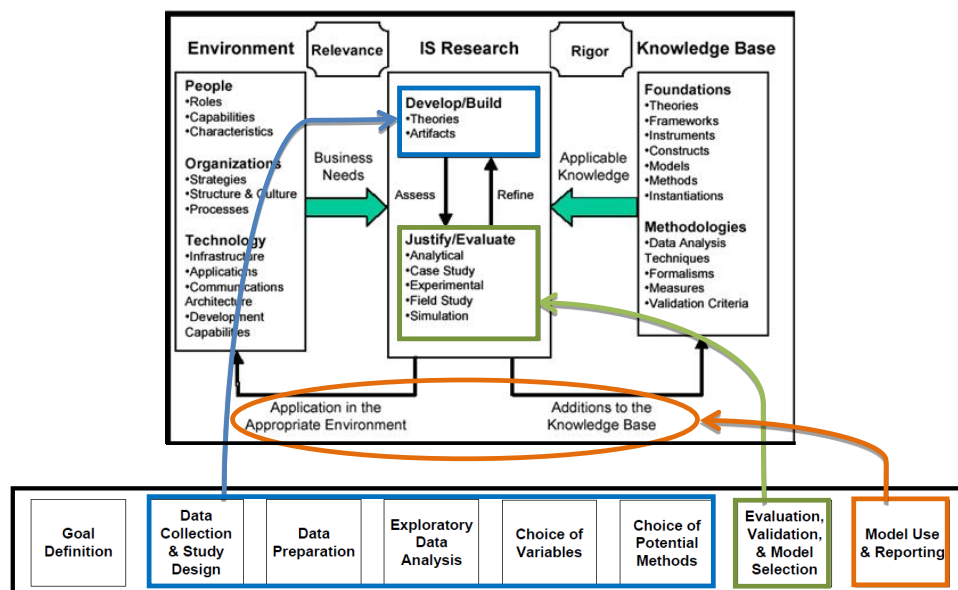 Environment
Relevance
IS Research
Rigor
Knowledge Base
People
•Roles
•Capabilities
•Characteristics
Organizations
•Strategies
•Structure & Culture
•Processes
Technology
•Infrastructure
•Applications
•Communications
Architecture
•Development
Capabilities
Business
Needs
Develop/Build
•Theories
•Artifacts
Assess
Refine
Justify/Evaluate
•Analytical
•Case Study
•Experimental
•Field Study
•Simulation
Applicable
Knowledge
Foundations
•Theories
•Frameworks
•Instruments
•Constructs
•Models
•Methods
•Instantiations
Methodologies
•Data Analysis
Techniques
•Formalisms
•Measures
•Validation Criteria
Application in the
Appropriate Environment
Additions to the
Knowledge Base
Goal
Definition
Data
Collection
& Study
Design
Data
Preparation
Exploratory
Data
Analysis
Choice of
Variables
Choice of
Potential
Methods
Evaluation,
Validation,
& Model
Selection
Model Use
& Reporting